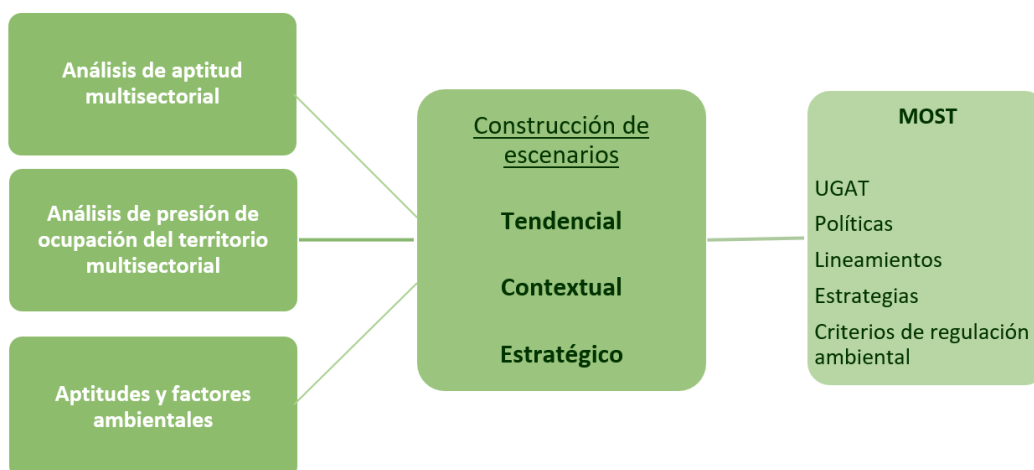 Análisis de aptitud
multisectorial
Análisis de presión de
ocupación del territorio
multisectorial
Aptitudes y factores
ambientales
Construcción de
escenarios
Tendencial
Contextual
Estratégico
MOST
UGAT
Políticas
Lineamientos
Estrategias
Criterios de regulación
ambiental